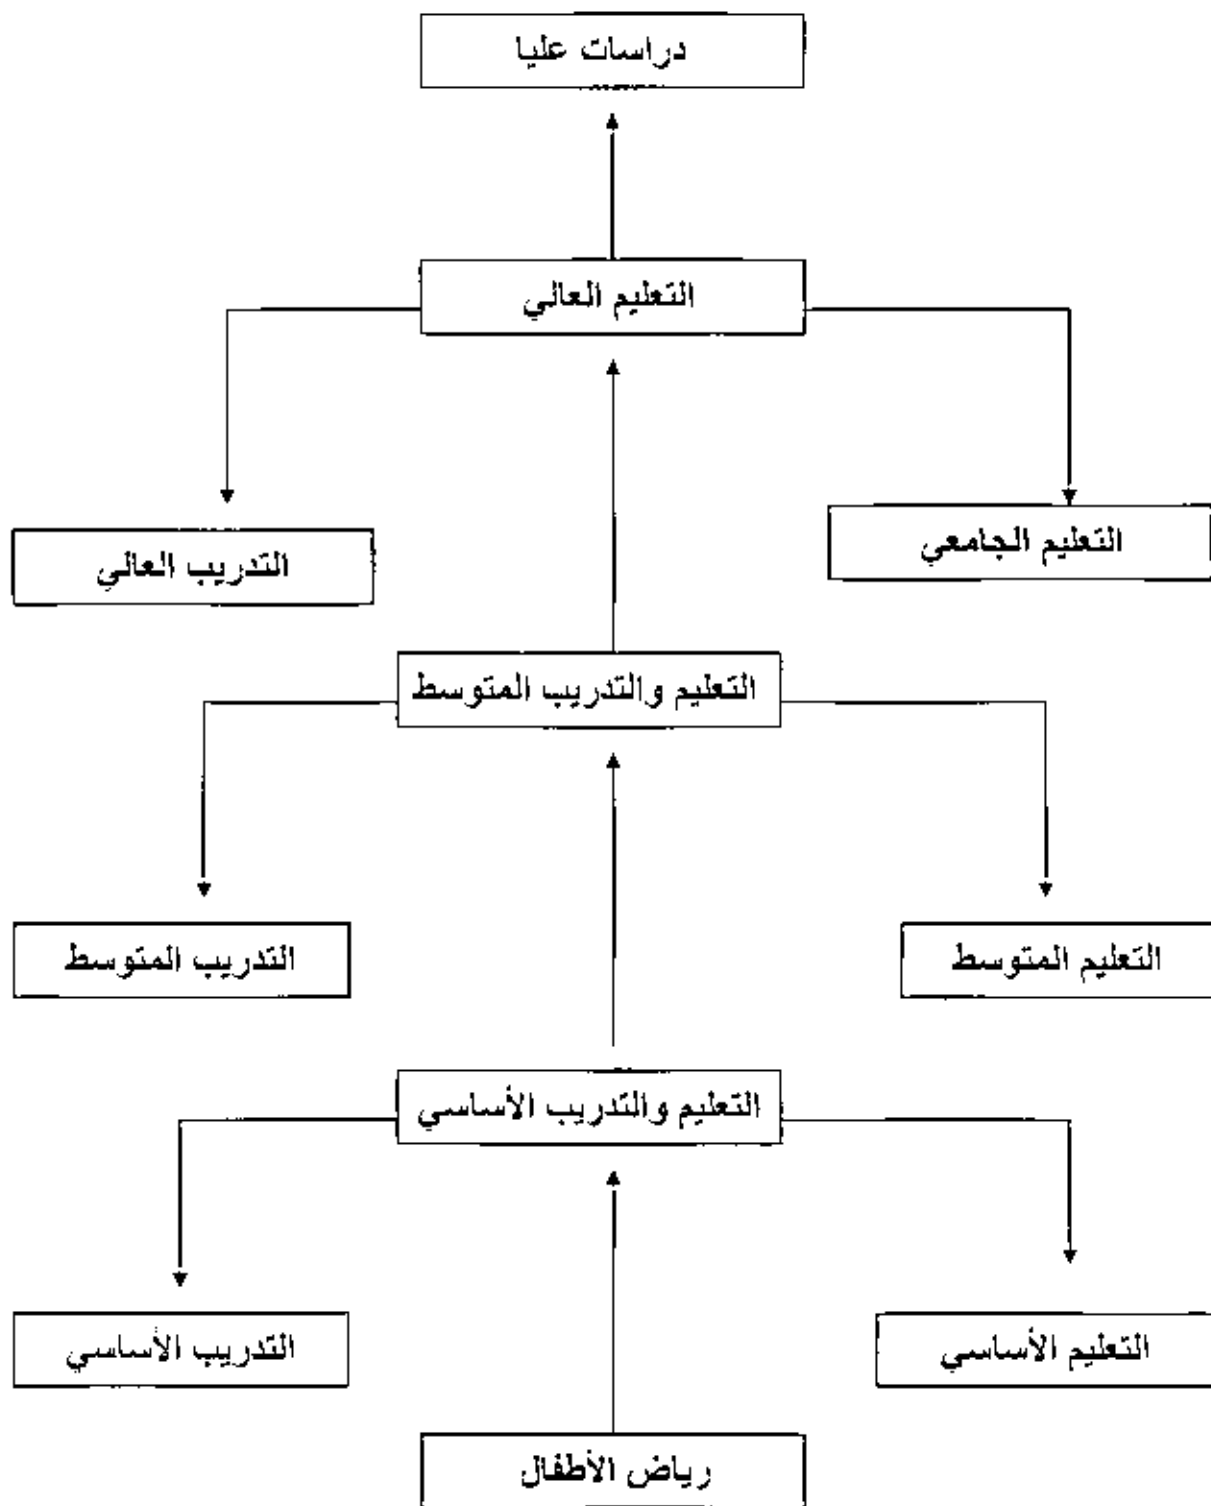 دراسات عليا
التعليم العالي
التعليم الجامعي
التدريب العالي
التعليم والتدريب المتوسط
التعليم المتوسط
التدريب المتوسط
التعليم والتدريب الأساسي
التعليم الأساسي
التدريب الأساسي
رياض الأطفال